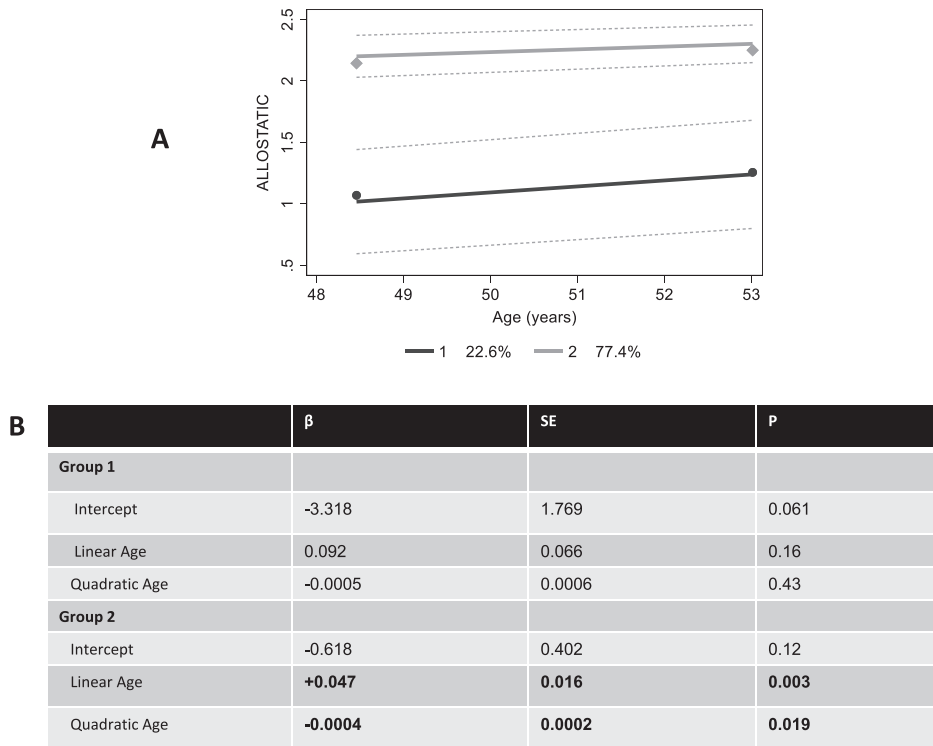 A
ALLOSTATIC
2.5
2
1.5
1
.5
48 49 50 51 52 53
Age (years)
1 22.6% 2 77.4%
B
β SE P
Group 1
Intercept -3.318 1.769 0.061
Linear Age 0.092 0.066 0.16
Quadratic Age -0.0005 0.0006 0.43
Group 2
Intercept -0.618 0.402 0.12
Linear Age +0.047 0.016 0.003
Quadratic Age -0.0004 0.0002 0.019